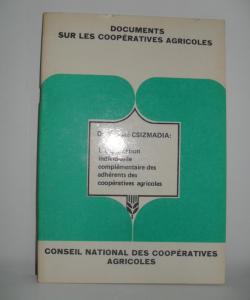 DOCUMENTS
SUR LES COOPÉRATIVES AGRICOLES
CSIZMADIA:
individuelle
complémentaire des
adhérents des
coopératives agricoles
CONSEIL NATIONAL DES COOPÉRATIVES
AGRICOLES